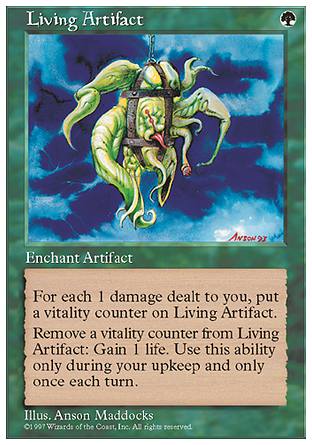 Living Artifact
ANSON93
Enchant Artifact
For each 1 damage dealt to you, put
a vitality counter on Living Artifact.
Remove a vitality counter from Living
Artifact: Gain 1 life. Use this ability
only during your upkeep and only
once each turn.
Illus. Anson Maddocks
©1997 Wizards of the Coast, Inc. All rights reserved.